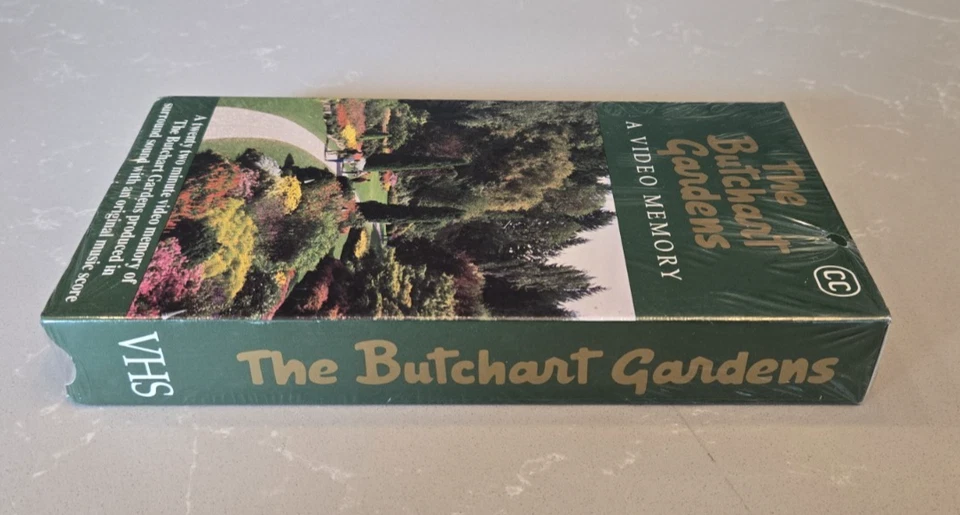 The
Butchart
Gardens
A VIDEO MEMORY
CC
A twenty two minute video memory of
The Butchart Gardens produced in
surround sound with an original music score
VHS
The Butchart Gardens